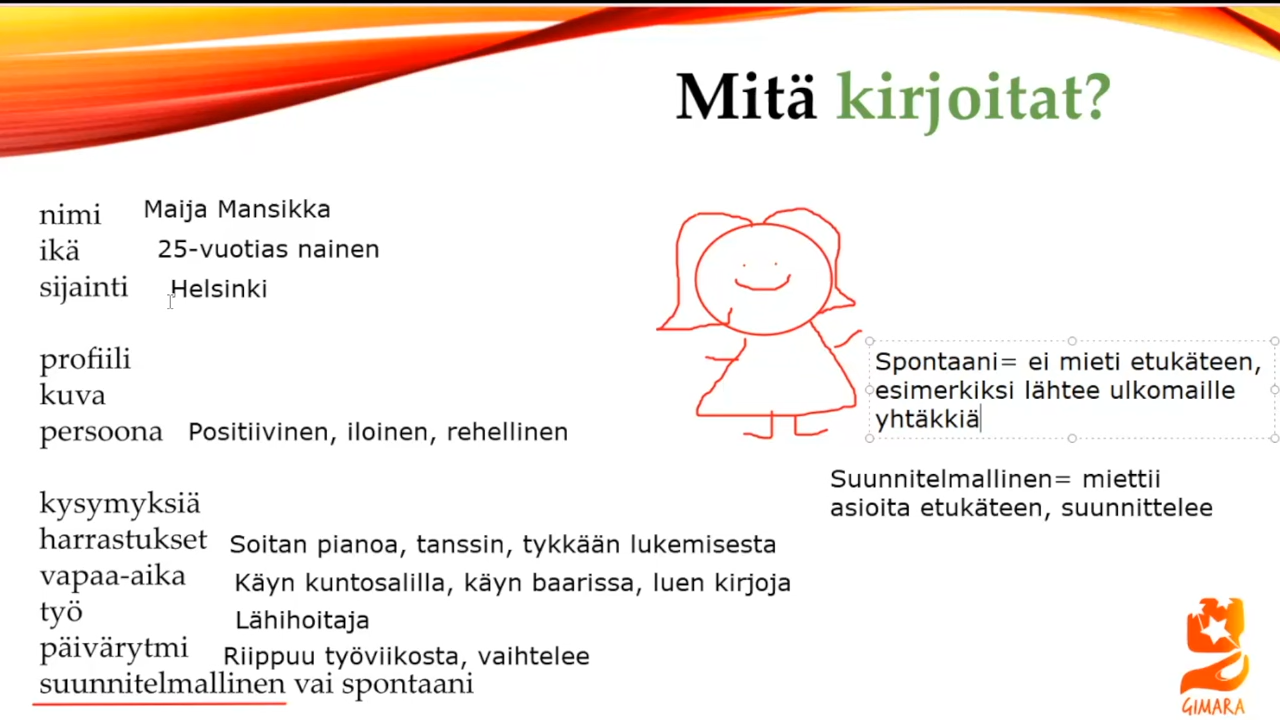 Mitä kirjoitat?
nimi Maija Mansikka
ikä 25-vuotias nainen
sijainti Helsinki
profiili
kuva
persoona Positiivinen, iloinen, rehellinen
kysymyksiä
harrastukset Soitan pianoa, tanssin, tykkään lukemisesta
vapaa-aika Käyn kuntosalilla, käyn baarissa, luen kirjoja
työ Lähihoitaja
päivärytmi Riippuu työviikosta, vaihtelee
suunnitelmallinen vai spontaani
Spontaani= ei mieti etukäteen,
esimerkiksi lähtee ulkomaille
yhtäkkiä
Suunnitelmallinen= miettii
asioita etukäteen, suunnittelee
GIMARA